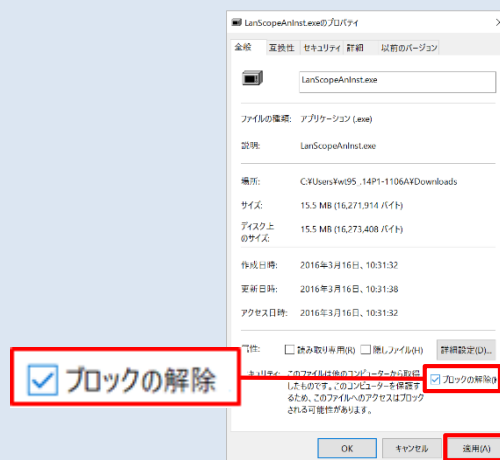 LanScopeAnInst.exeのプロパティ
全般 互換性 セキュリティ 詳細 以前のバージョン
LanScopeAnInst.exe
ファイルの種類: アプリケーション (.exe)
説明: LanScopeAnInst.exe
場所: C:¥Users¥wt95_,14P1-1106A¥Downloads
サイズ: 15.5 MB (16,271,914 バイト)
ディスク上
のサイズ: 15.5 MB (16,273,408 バイト)
作成日時: 2016年3月16日、10:31:32
更新日時: 2016年3月16日、10:31:38
アクセス日時: 2016年3月16日、10:31:32
属性: 読み取り専用(R) 隠しファイル(H) 詳細設定(D)...
ブロックの解除
このファイルは他のコンピューターから取得
したものです。このコンピューターを保護す
るため、このファイルへのアクセスはブロック
される可能性があります。
ブロックの解除(
OK キャンセル 適用(A)